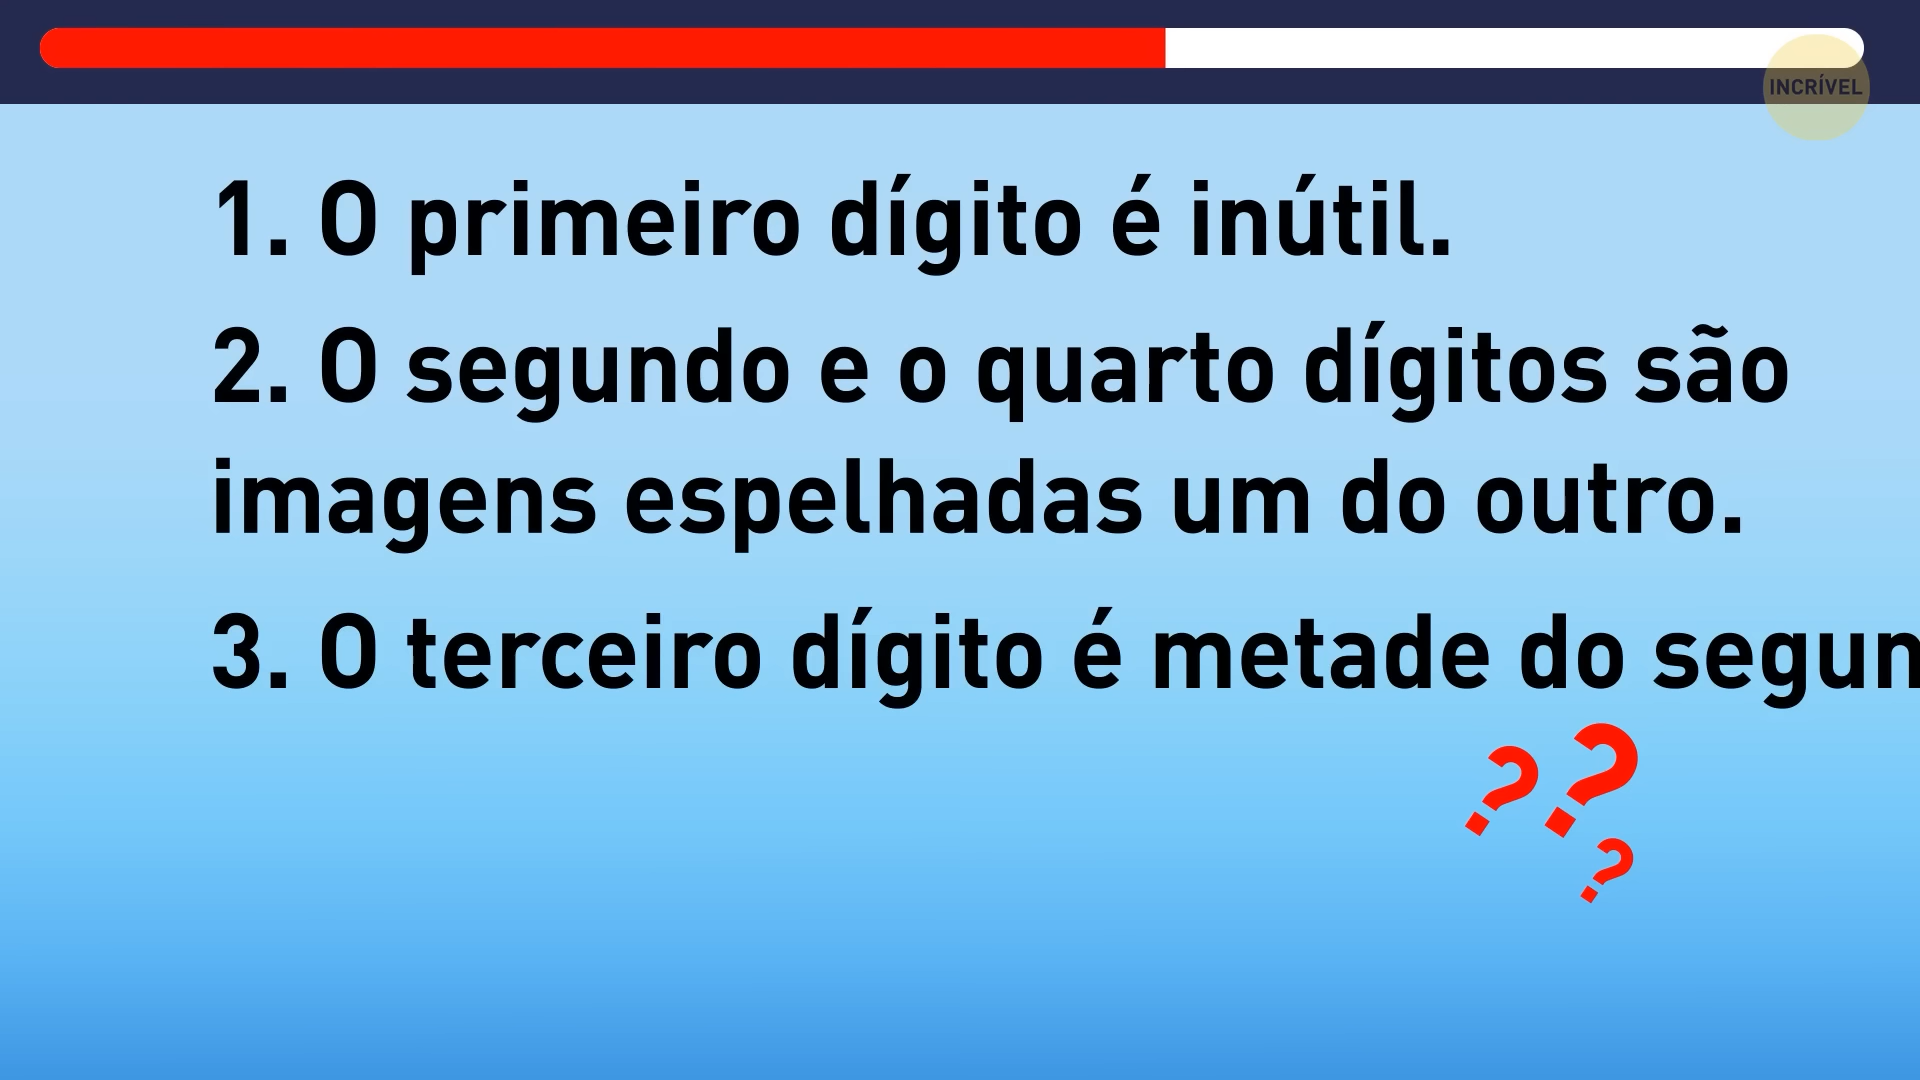 INCRÍVEL
1. O primeiro dígito é inútil.
2. O segundo e o quarto dígitos são
imagens espelhadas um do outro.
3. O terceiro dígito é metade do segun
? ?
?